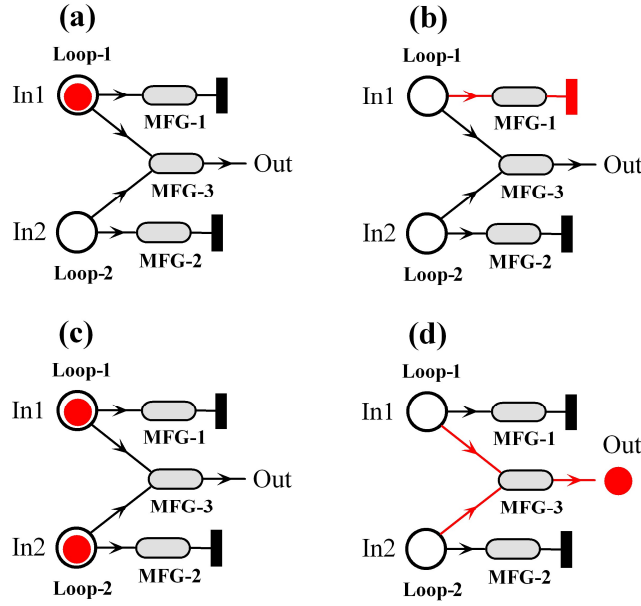 (a)
Loop-1
In1
MFG-1
Out
MFG-3
In2
MFG-2
Loop-2
(b)
Loop-1
In1
MFG-1
Out
MFG-3
In2
MFG-2
Loop-2
(c)
Loop-1
In1
MFG-1
Out
MFG-3
In2
MFG-2
Loop-2
(d)
Loop-1
In1
MFG-1
Out
MFG-3
In2
MFG-2
Loop-2